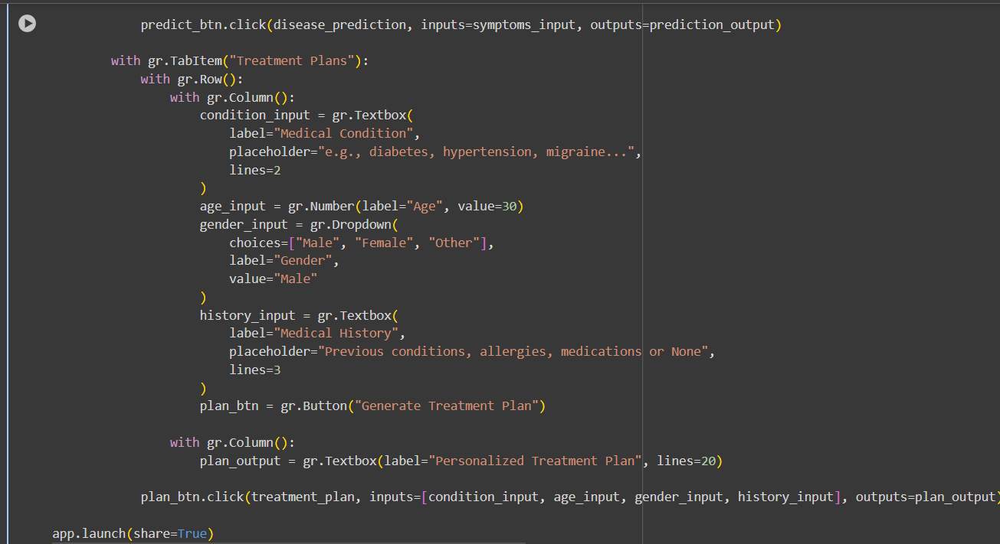 predict_btn.click(disease_prediction, inputs=symptoms_input, outputs=prediction_output)
with gr.TabItem("Treatment Plans"):
with gr.Row():
with gr.Column():
condition_input = gr.Textbox(
label="Medical Condition",
placeholder="e.g., diabetes, hypertension, migraine...",
lines=2
)
age_input = gr.Number(label="Age", value=30)
gender_input = gr.Dropdown(
choices=["Male", "Female", "Other"],
label="Gender",
value="Male"
)
history_input = gr.Textbox(
label="Medical History",
placeholder="Previous conditions, allergies, medications or None",
lines=3
)
plan_btn = gr.Button("Generate Treatment Plan")
with gr.Column():
plan_output = gr.Textbox(label="Personalized Treatment Plan", lines=20)
plan_btn.click(treatment_plan, inputs=[condition_input, age_input, gender_input, history_input], outputs=plan_output)
app.launch(share=True)